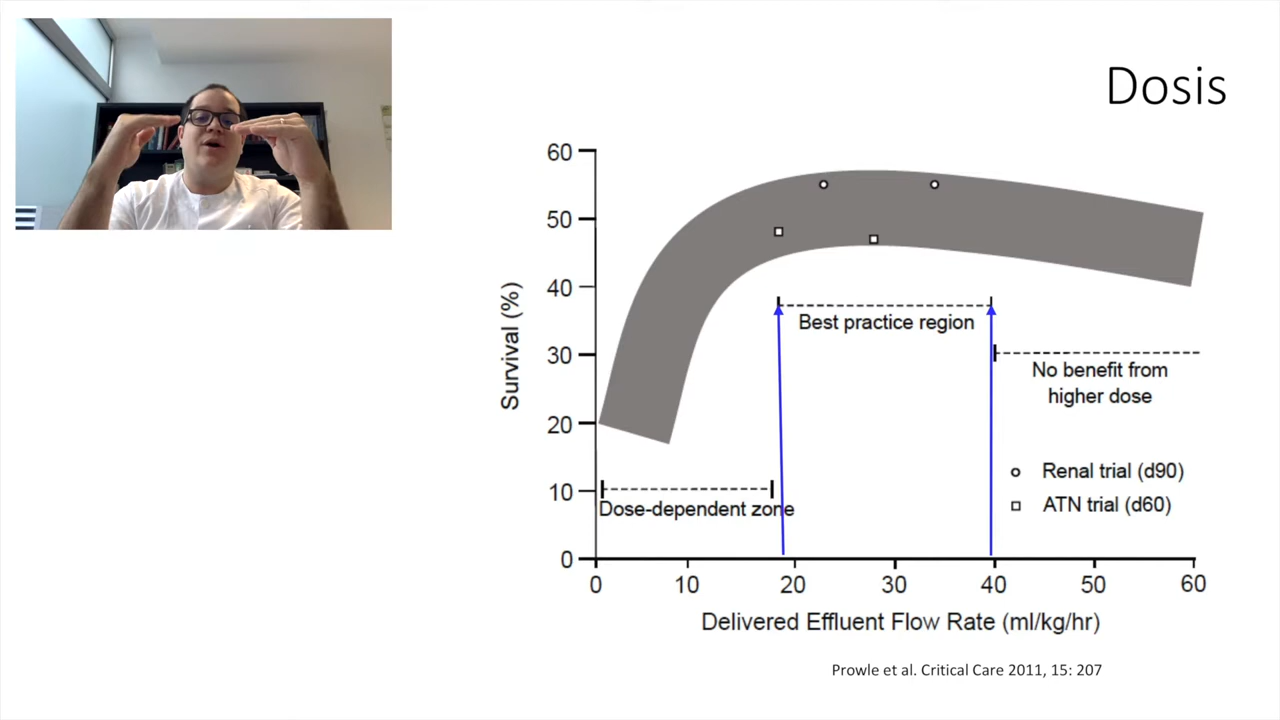 Dosis
60
50
40
30
20
10
0
Survival (%)
Best practice region
No benefit from
higher dose
Renal trial (d90)
ATN trial (d60)
Dose-dependent zone
0 10 20 30 40 50 60
Delivered Effluent Flow Rate (ml/kg/hr)
Prowle et al. Critical Care 2011, 15: 207